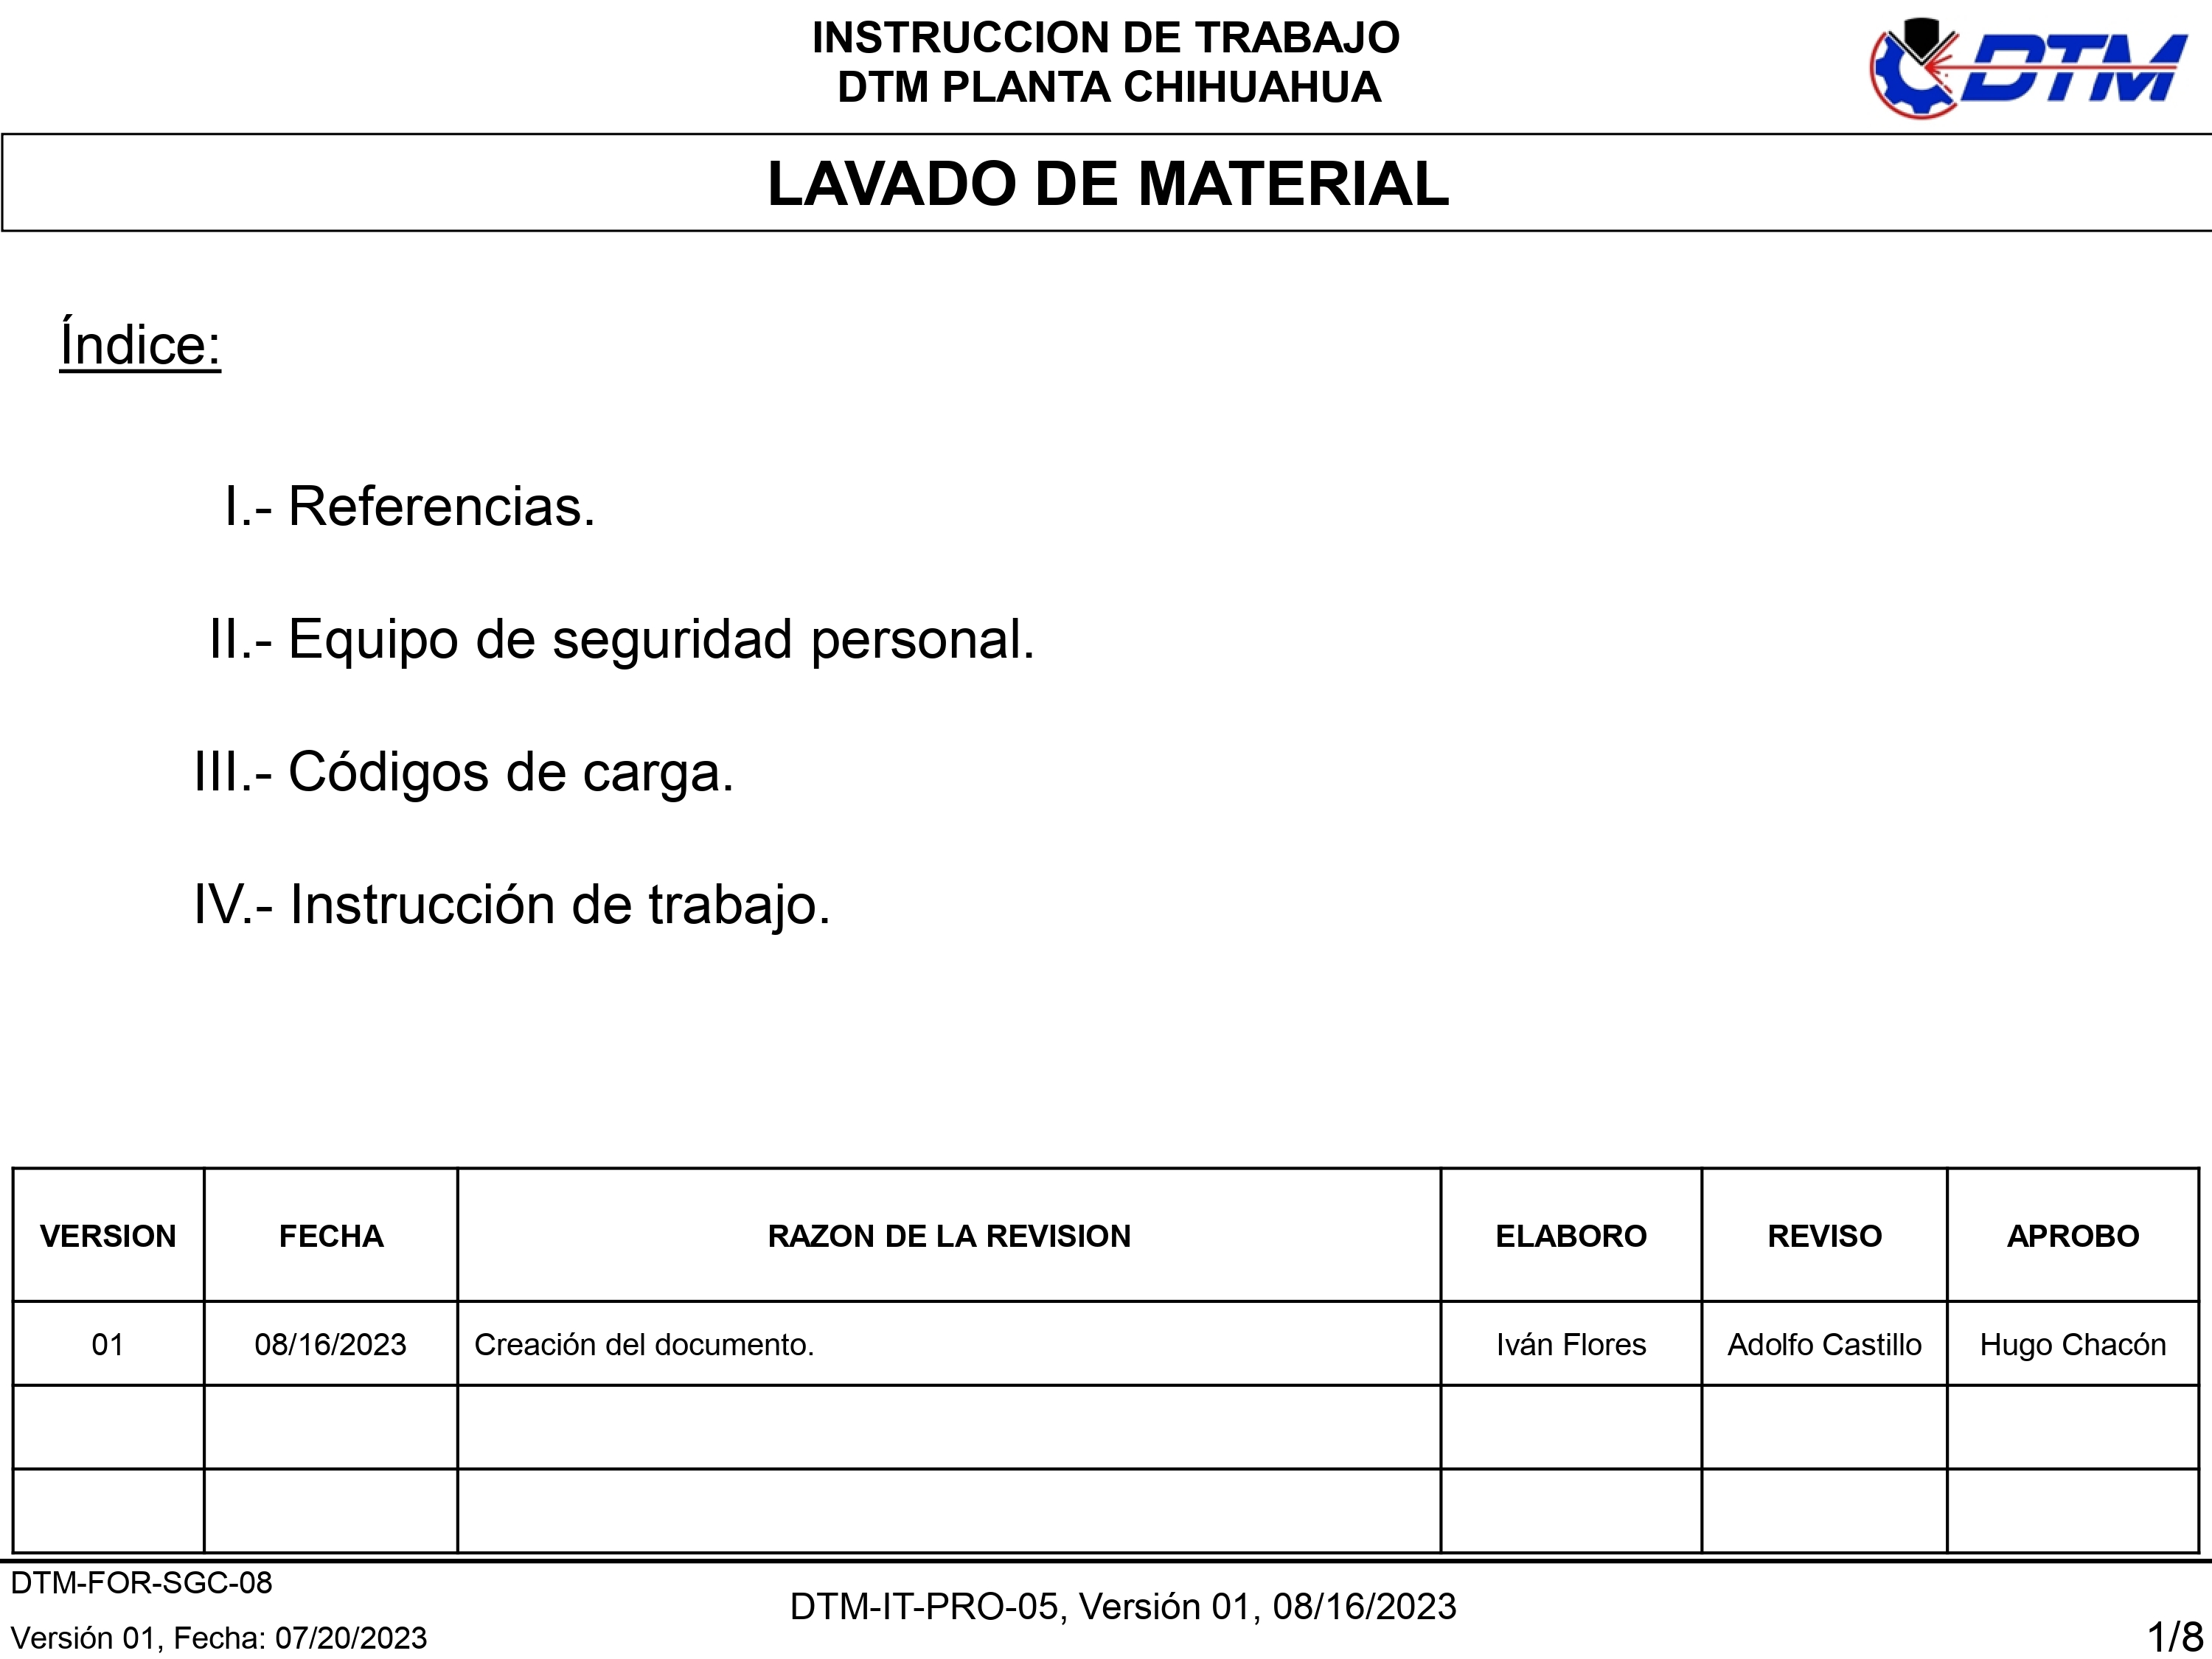 INSTRUCCION DE TRABAJO
DTM PLANTA CHIHUAHUA
DTM
LAVADO DE MATERIAL
Índice:
I.- Referencias.
II.- Equipo de seguridad personal.
III.- Códigos de carga.
IV.- Instrucción de trabajo.
VERSION FECHA RAZON DE LA REVISION ELABORO REVISO APROBO
01 08/16/2023 Creación del documento. Iván Flores Adolfo Castillo Hugo Chacón
DTM-FOR-SGC-08
DTM-IT-PRO-05, Versión 01, 08/16/2023
Versión 01, Fecha: 07/20/2023
1/8